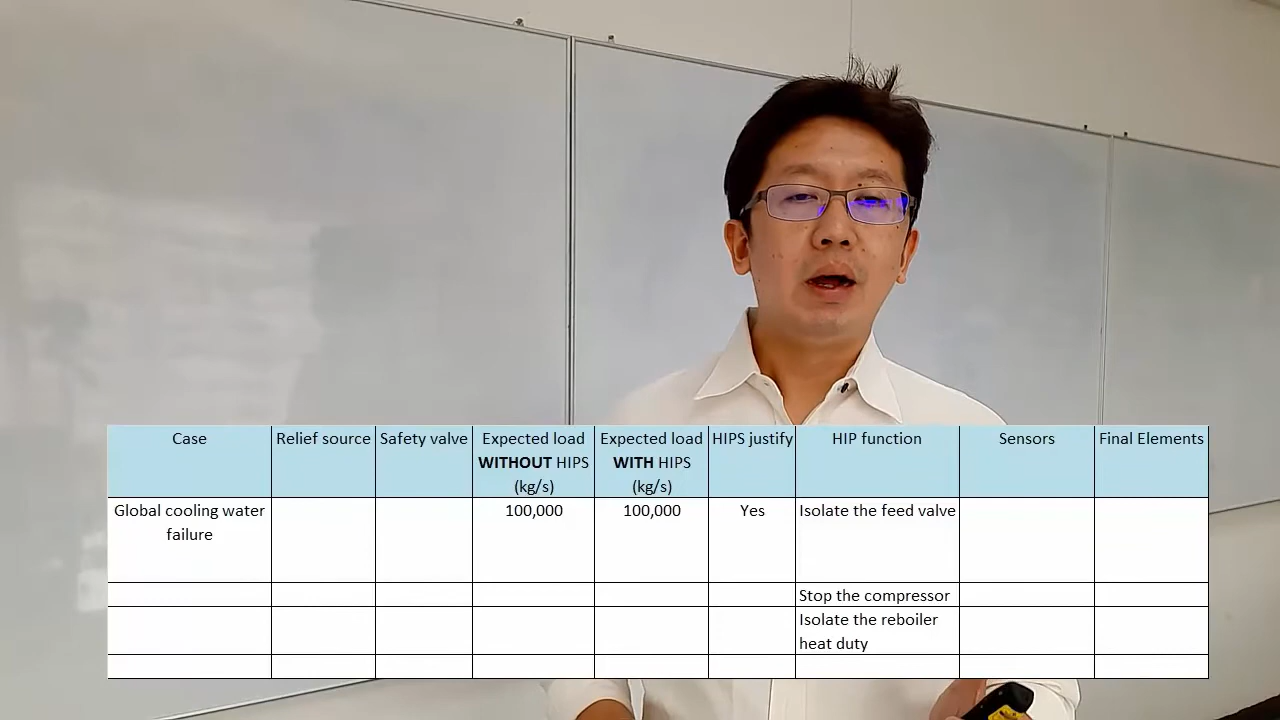 Case Relief source Safety valve Expected load Expected load HIPS justify HIP function Sensors Final Elements
WITHOUT HIPS WITH HIPS
(kg/s) (kg/s)
Global cooling water 100,000 100,000 Yes Isolate the feed valve
failure
Stop the compressor
Isolate the reboiler
heat duty